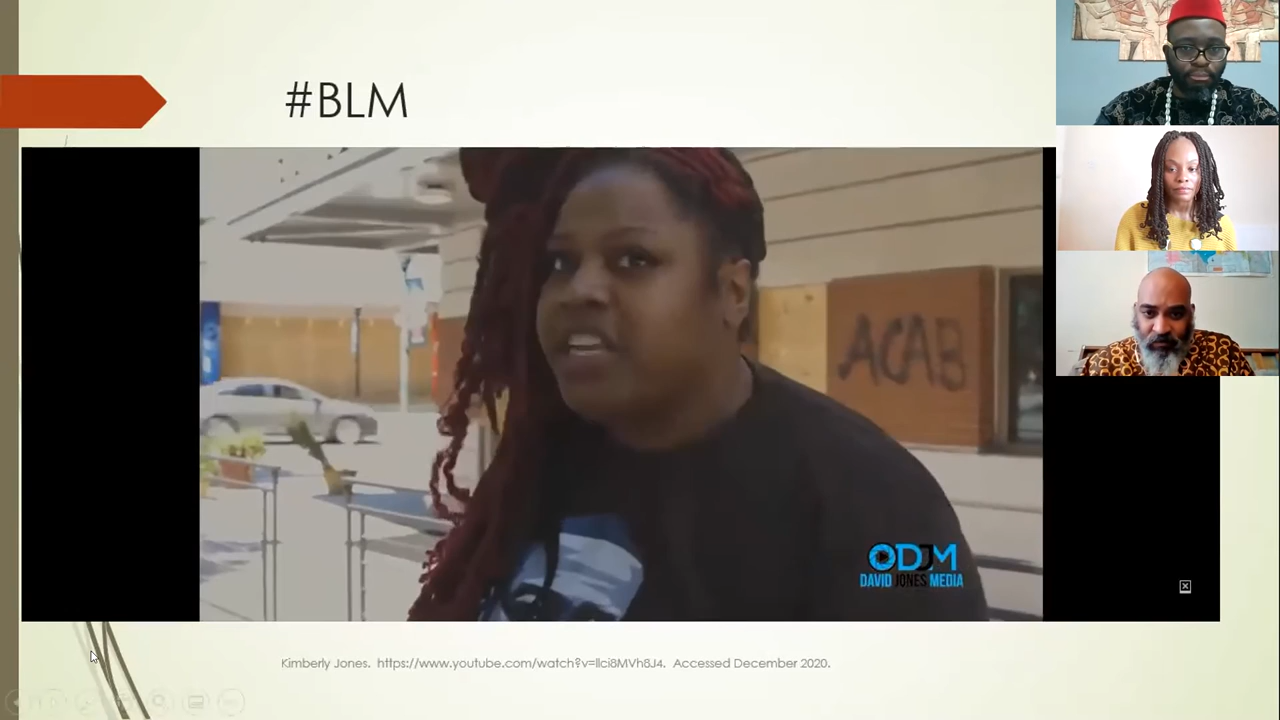 #BLM
ACAB
DJM
DAVID JONES MEDIA
Kimberly Jones. https://www.youtube.com/watch?v=llci8MVh8J4. Accessed December 2020.